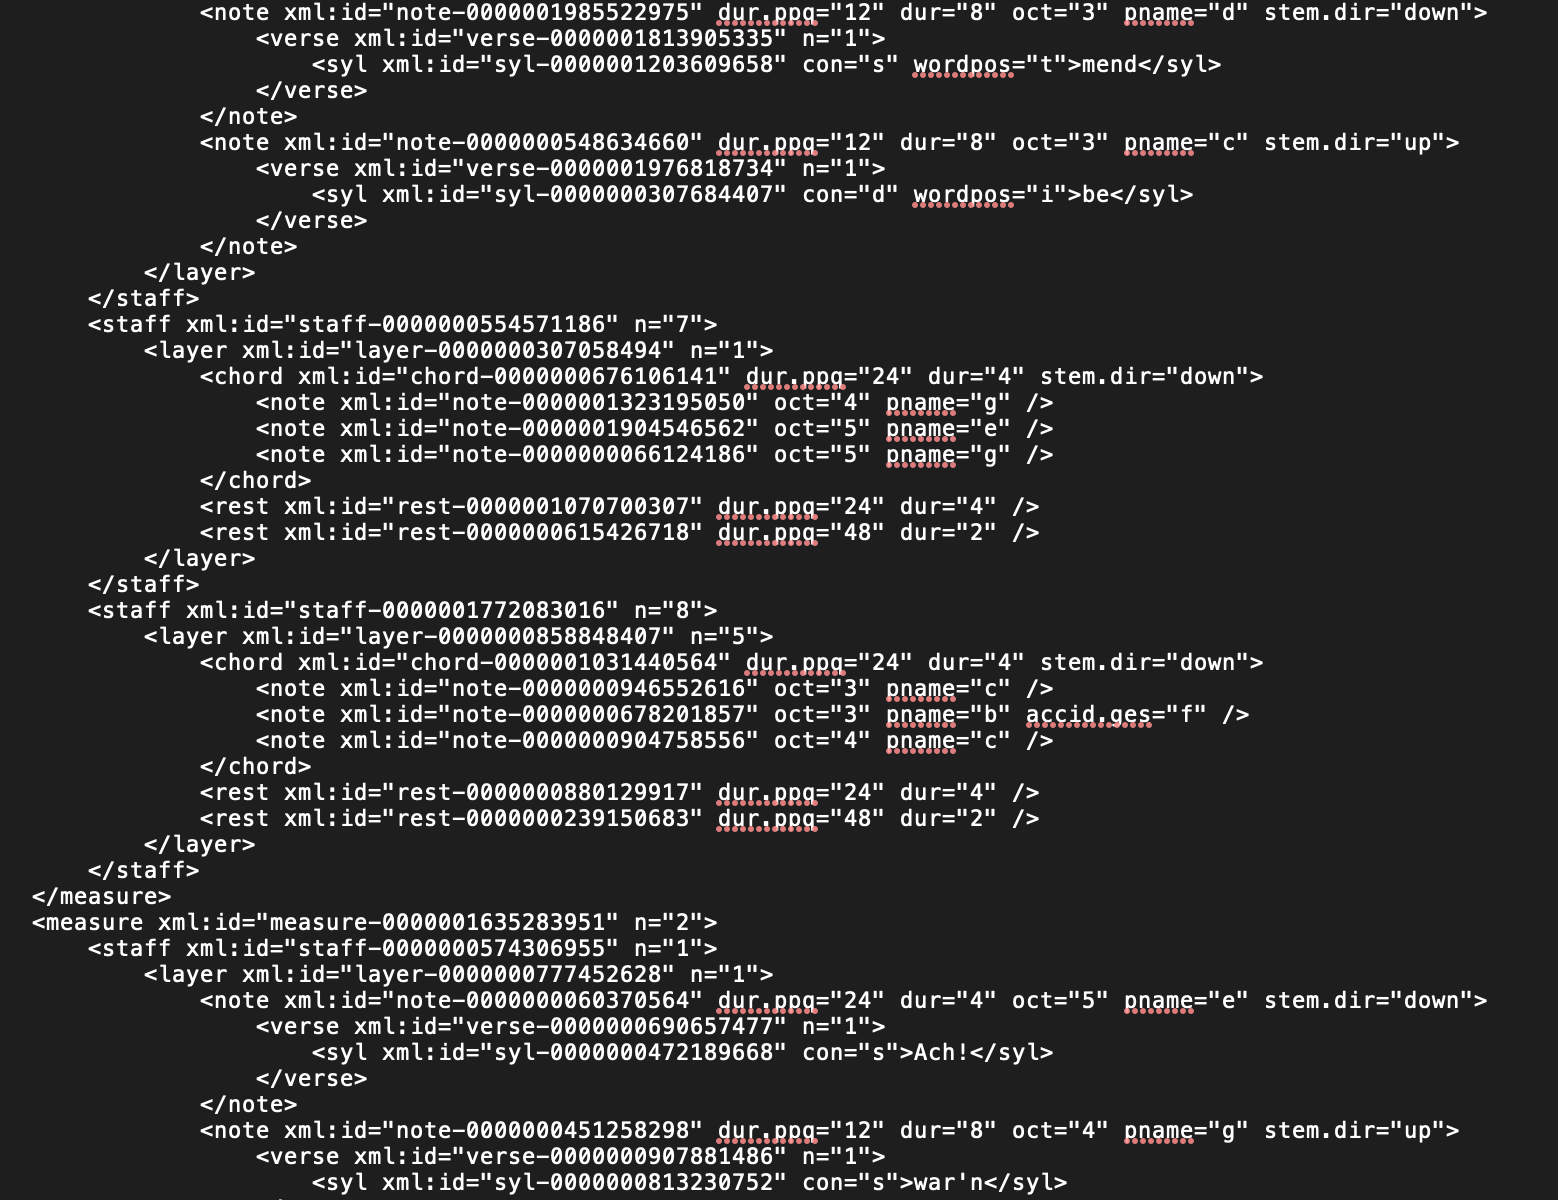 <note xml:id="note-0000001985522975" dur.ppq="12" dur="8" oct="3" pname="d" stem.dir="down">
<verse xml:id="verse-0000001813905335" n="1">
<syl xml:id="syl-0000001203609658" con="s" wordpos="t">mend</syl>
</verse>
</note>
<note xml:id="note-0000000548634660" dur.ppq="12" dur="8" oct="3" pname="c" stem.dir="up">
<verse xml:id="verse-0000001976818734" n="1">
<syl xml:id="syl-0000000307684407" con="d" wordpos="i">be</syl>
</verse>
</note>
</layer>
</staff>
<staff xml:id="staff-0000000554571186" n="7">
<layer xml:id="layer-0000000307058494" n="1">
<chord xml:id="chord-0000000676106141" dur.ppq="24" dur="4" stem.dir="down">
<note xml:id="note-0000001323195050" oct="4" pname="g" />
<note xml:id="note-0000001904546562" oct="5" pname="e" />
<note xml:id="note-0000000066124186" oct="5" pname="g" />
</chord>
<rest xml:id="rest-0000001070700307" dur.ppq="24" dur="4" />
<rest xml:id="rest-0000000615426718" dur.ppq="48" dur="2" />
</layer>
</staff>
<staff xml:id="staff-0000001772083016" n="8">
<layer xml:id="layer-0000000858848407" n="5">
<chord xml:id="chord-0000001031440564" dur.ppq="24" dur="4" stem.dir="down">
<note xml:id="note-0000000946552616" oct="3" pname="c" />
<note xml:id="note-0000000678201857" oct="3" pname="b" accid.ges="f" />
<note xml:id="note-0000000904758556" oct="4" pname="c" />
</chord>
<rest xml:id="rest-0000000880129917" dur.ppq="24" dur="4" />
<rest xml:id="rest-0000000239150683" dur.ppq="48" dur="2" />
</layer>
</staff>
</measure>
<measure xml:id="measure-0000001635283951" n="2">
<staff xml:id="staff-0000000574306955" n="1">
<layer xml:id="layer-0000000777452628" n="1">
<note xml:id="note-0000000060370564" dur.ppq="24" dur="4" oct="5" pname="e" stem.dir="down">
<verse xml:id="verse-0000000690657477" n="1">
<syl xml:id="syl-0000000472189668" con="s">Ach!</syl>
</verse>
</note>
<note xml:id="note-0000000451258298" dur.ppq="12" dur="8" oct="4" pname="g" stem.dir="up">
<verse xml:id="verse-0000000907881486" n="1">
<syl xml:id="syl-0000000813230752" con="s">war'n</syl>